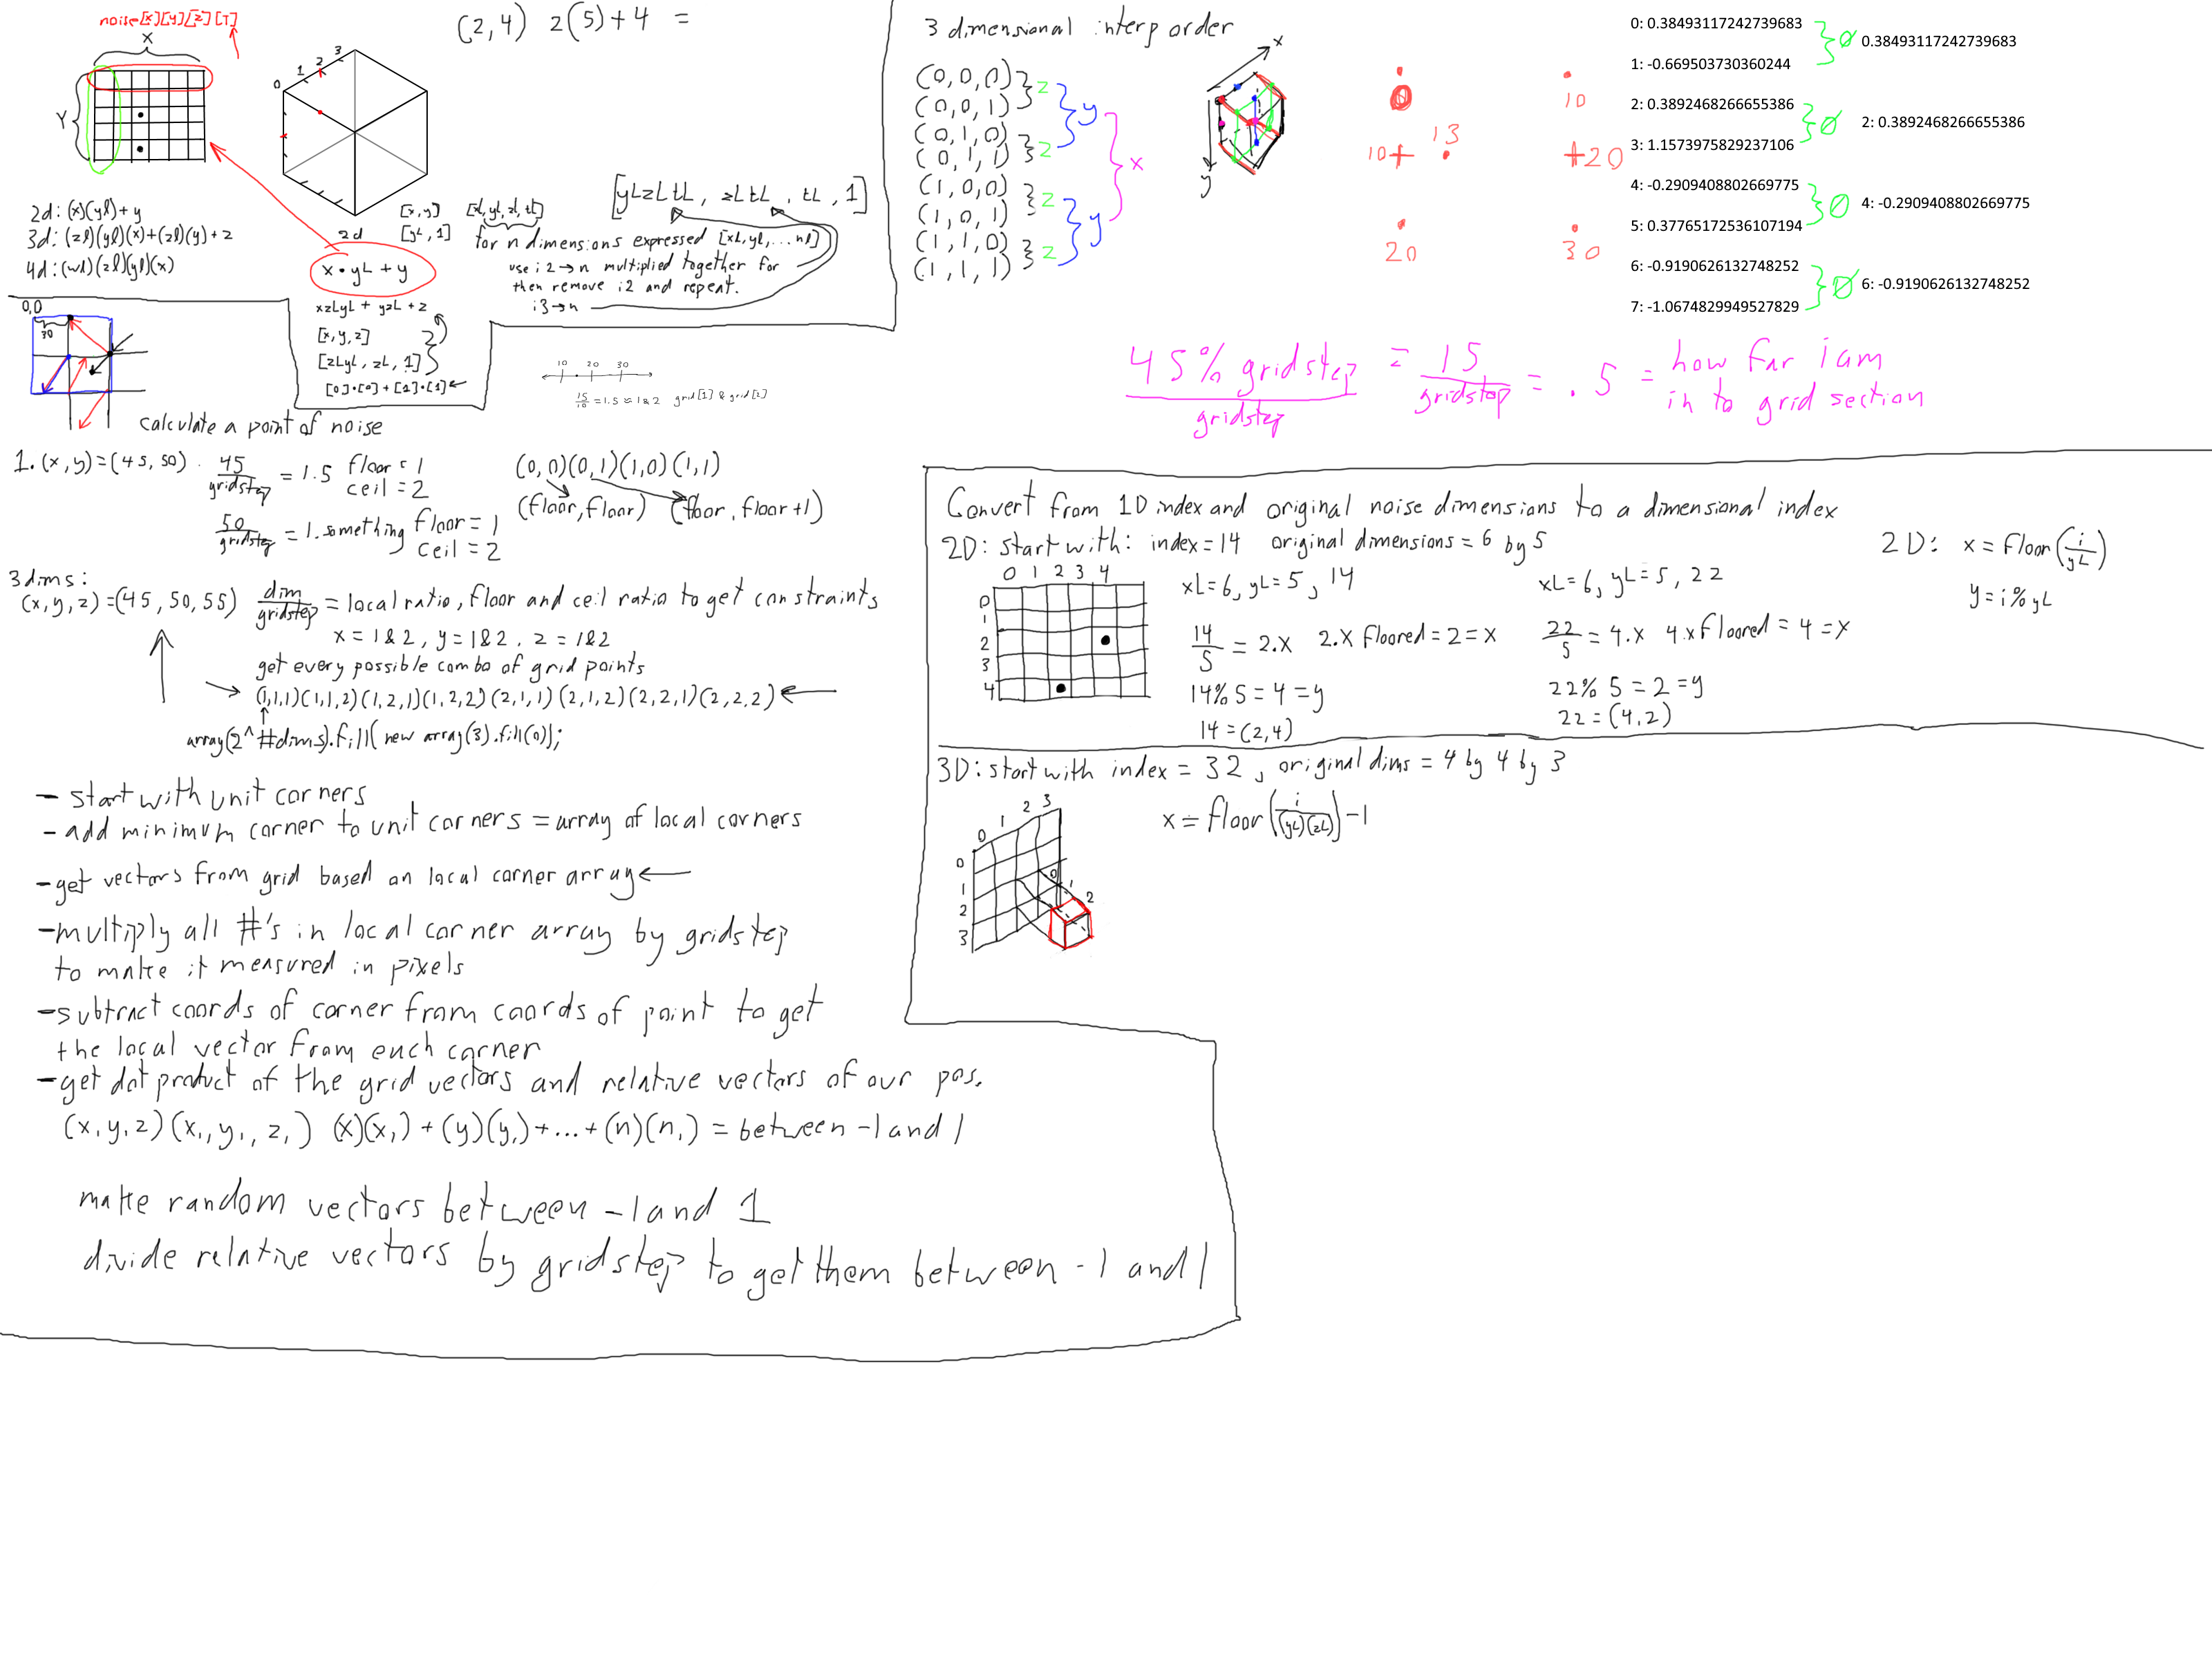 noise[x][y][z][T]
X
Y
(2,4) 2(5)+4 =
0 1 2 3
2d: (x)(yl)+y
3d: (zl)(yl)(x)+(zl)(y)+z
4d: (wl)(zl)(yl)(x)
2d
[x,y]
[yL,1]
x•yL+y
xzLyL + yzL +z
[x,y,z]
[zLyL, zL, 1]
[0]•[0]+[1]•[1]
[xl,yl,zl,tl]
[yLzLtL, zLtL, tL, 1]
for n dimensions expressed [xL,yl,...nl]
use i2→n multiplied together for
then remove i2 and repeat.
i3→n
0,0
30
10 20 30
15/10 = 1.5 = 1&2 grid[1] & grid[2]
calculate a point of noise
1. (x,y)=(45,50). 45/gridstep = 1.5 floor=1
ceil=2
50/gridstep = 1.something floor=1
ceil=2
(0,0)(0,1)(1,0)(1,1)
(floor,floor) (floor,floor+1)
3dims:
(x,y,z)=(45,50,55) dim/gridstep = local ratio, floor and ceil ratio to get constraints
x=1&2, y=1&2, z=1&2
get every possible combo of grid points
(1,1,1)(1,1,2)(1,2,1)(1,2,2)(2,1,1)(2,1,2)(2,2,1)(2,2,2)
array(2^#dims).fill(new array(3).fill(0));
- start with unit corners
- add minimum corner to unit corners = array of local corners
- get vectors from grid based on local corner array
- multiply all #'s in local corner array by gridstep
to make it measured in pixels
- subtract coords of corner from coords of point to get
the local vector from each corner
- get dot product of the grid vectors and relative vectors of our pos.
(x,y,z)(x₁,y₁,z₁) (x)(x₁)+(y)(y₁)+...+(n)(n₁)=between -1 and 1
make random vectors between -1 and 1
divide relative vectors by gridstep to get them between -1 and 1
3 dimensional interp order
(0,0,0)
(0,0,1)
(0,1,0)
(0,1,1)
(1,0,0)
(1,0,1)
(1,1,0)
(1,1,1)
z
z
z
z
y
y
x
x
y
0
10
10 13 20
20 30
0: 0.38493117242739683
1: -0.669503730360244
2: 0.3892468266655386
3: 1.1573975829237106
4: -0.2909408802669775
5: 0.37765172536107194
6: -0.9190626132748252
7: -1.0674829949527829
0 0.38493117242739683
0 2: 0.3892468266655386
0 4: -0.2909408802669775
0 6: -0.9190626132748252
45%gridstep/gridstep = 15/gridstep = .5 = how far i am
in to grid section
Convert from 1D index and original noise dimensions to a dimensional index
2D: start with: index=14 original dimensions = 6 by 5
0 1 2 3 4
0
1
2
3
4
xL=6, yL=5, 14
14/5 = 2.x 2.x floored=2=x
14%5=4=y
14=(2,4)
xL=6, yL=5, 22
22/5 = 4.x 4.x floored=4=x
22%5=2=y
22=(4,2)
2D: x=floor(i/yL)
y=i%yL
3D: start with index = 32, original dims = 4 by 4 by 3
0 1 2 3
0
1
2
3
0 1 2
x=floor(i/(yL)(zL))-1